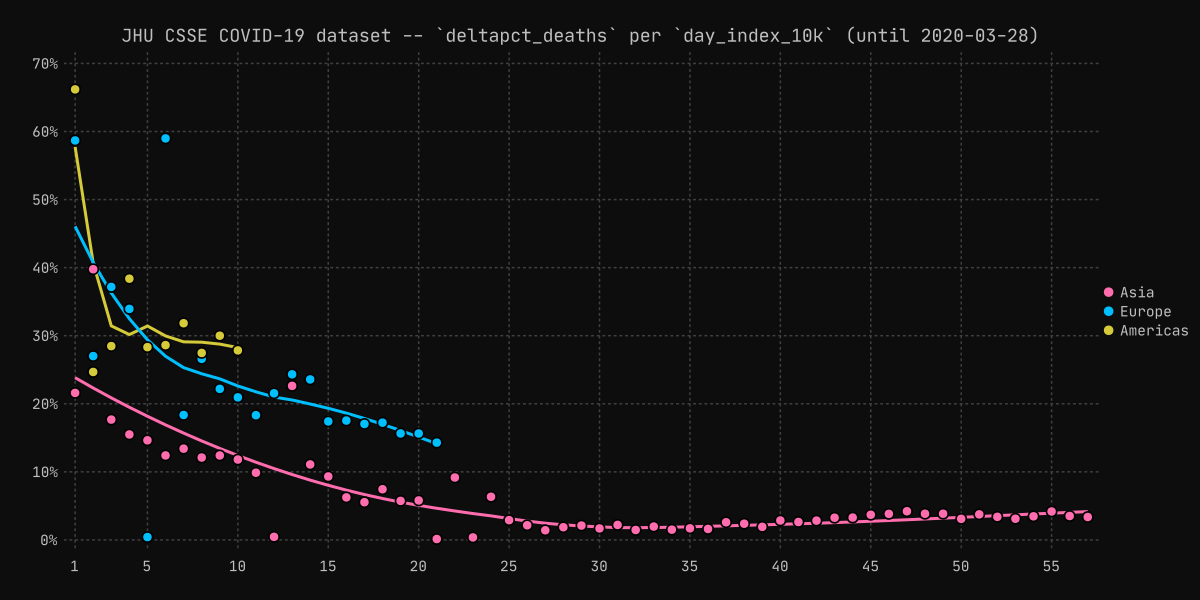 JHU CSSE COVID-19 dataset -- `deltapct_deaths` per `day_index_10k` (until 2020-03-28)
70%
60%
50%
40%
30%
20%
10%
0%
1 5 10 15 20 25 30 35 40 45 50 55
Asia
Europe
Americas